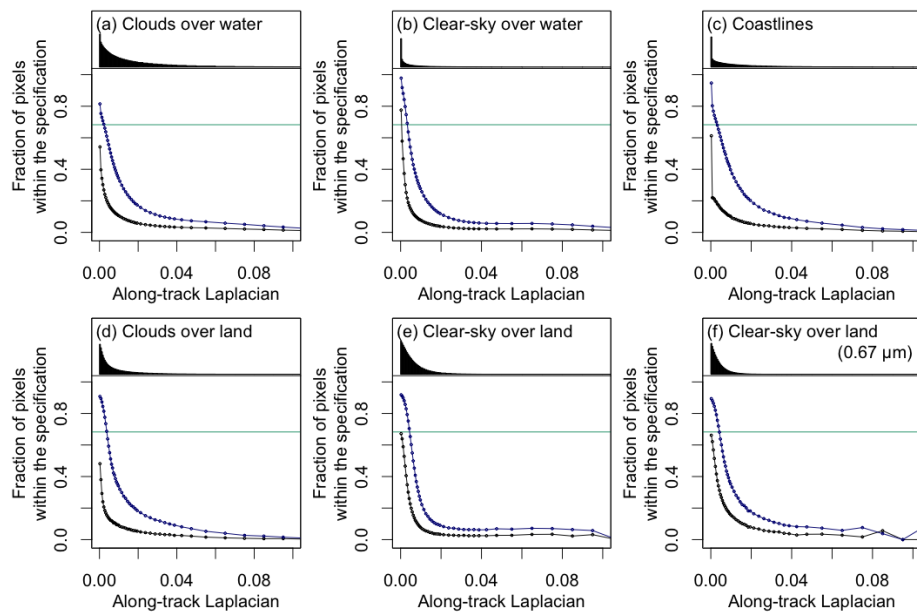 (a) Clouds over water
Fraction of pixels
within the specification
0.0 0.4 0.8
0.00 0.04 0.08
Along-track Laplacian
(b) Clear-sky over water
Fraction of pixels
within the specification
0.0 0.4 0.8
0.00 0.04 0.08
Along-track Laplacian
(c) Coastlines
Fraction of pixels
within the specification
0.0 0.4 0.8
0.00 0.04 0.08
Along-track Laplacian
(d) Clouds over land
Fraction of pixels
within the specification
0.0 0.4 0.8
0.00 0.04 0.08
Along-track Laplacian
(e) Clear-sky over land
Fraction of pixels
within the specification
0.0 0.4 0.8
0.00 0.04 0.08
Along-track Laplacian
(f) Clear-sky over land
(0.67 μm)
Fraction of pixels
within the specification
0.0 0.4 0.8
0.00 0.04 0.08
Along-track Laplacian